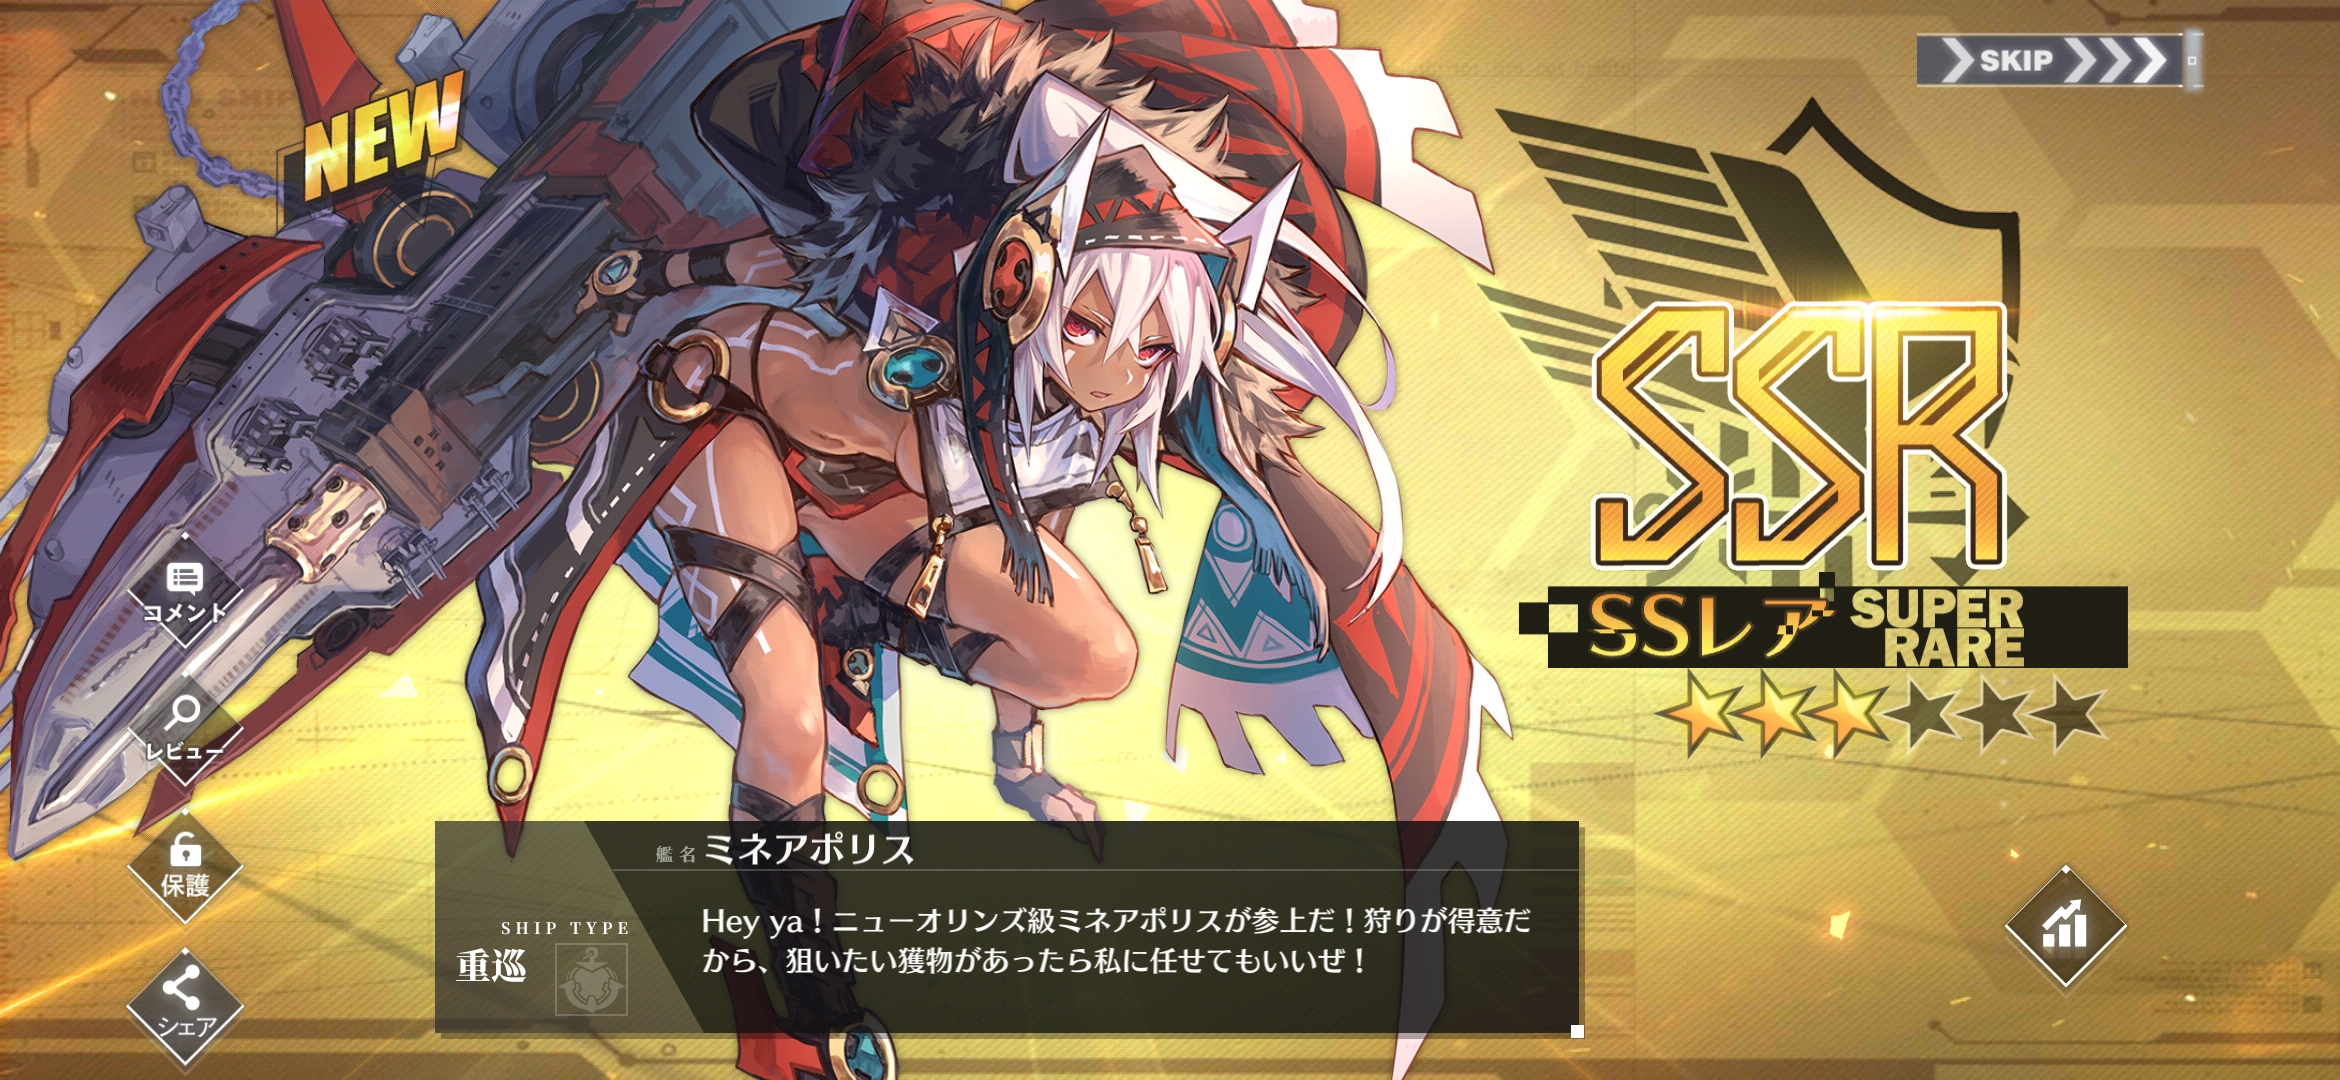 NEW
SKIP
SSR
SSレア SUPER
RARE
コメント
レビュー
保護
シェア
艦名 ミネアポリス
SHIP TYPE
重巡
Hey ya！ニューオリンズ級ミネアポリスが参上だ！狩りが得意だ
から、狙いたい獲物があったら私に任せてもいいぜ！